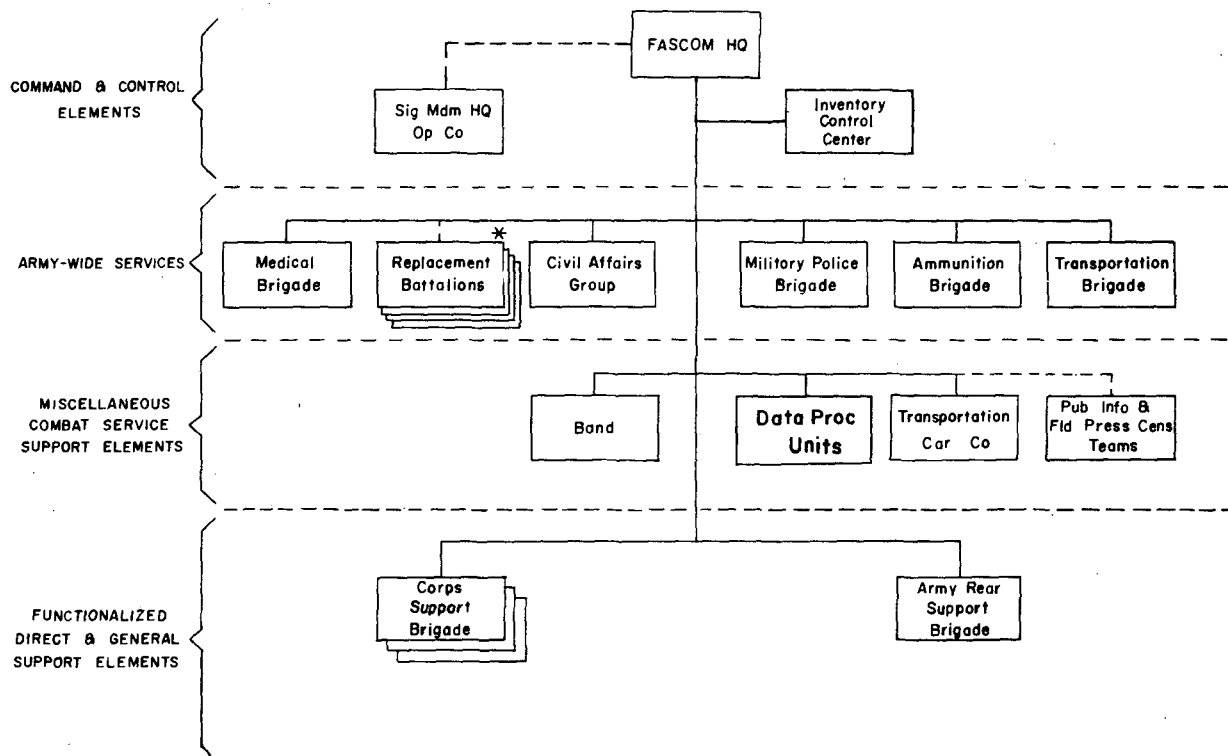 FASCOM HQ
COMMAND & CONTROL
ELEMENTS
Sig Mdm HQ
Op Co
Inventory
Control
Center
ARMY-WIDE SERVICES
Medical
Brigade
*
Replacement
Battalions
Civil Affairs
Group
Military Police
Brigade
Ammunition
Brigade
Transportation
Brigade
MISCELLANEOUS
COMBAT SERVICE
SUPPORT ELEMENTS
Band
Data Proc
Units
Transportation
Car Co
Pub Info &
Fld Press Cens
Teams
FUNCTIONALIZED
DIRECT & GENERAL
SUPPORT ELEMENTS
Corps
Support
Brigade
Army Rear
Support
Brigade